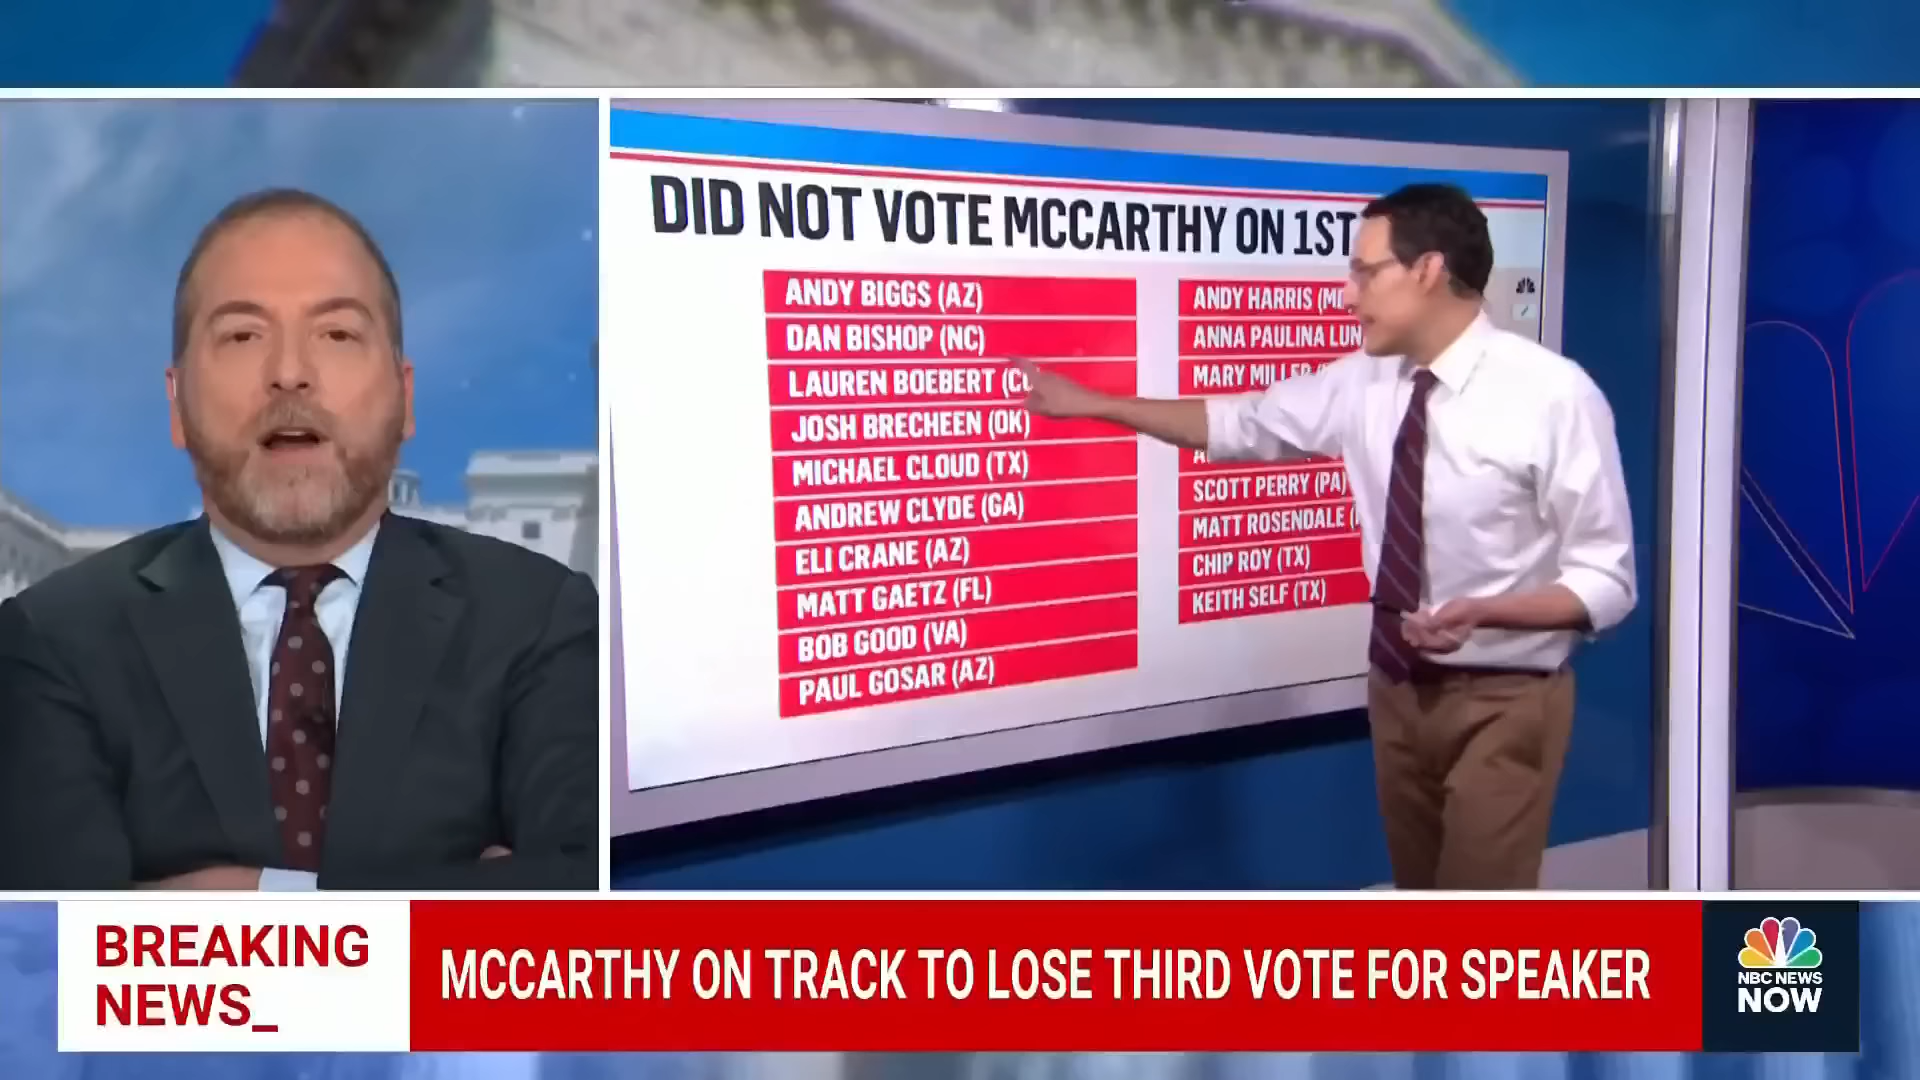 DID NOT VOTE MCCARTHY ON 1ST
ANDY BIGGS (AZ)
DAN BISHOP (NC)
LAUREN BOEBERT
JOSH BRECHEEN (OK)
MICHAEL CLOUD (TX)
ANDREW CLYDE (GA)
ELI CRANE (AZ)
MATT GAETZ (FL)
BOB GOOD (VA)
PAUL GOSAR (AZ)
ANDY HARRIS
ANNA PAULINA LUN
MARY
SCOTT PERRY (PA)
MATT ROSENDALE
CHIP ROY (TX)
KEITH SELF (TX)
BREAKING
NEWS_
MCCARTHY ON TRACK TO LOSE THIRD VOTE FOR SPEAKER
NBC NEWS
NOW